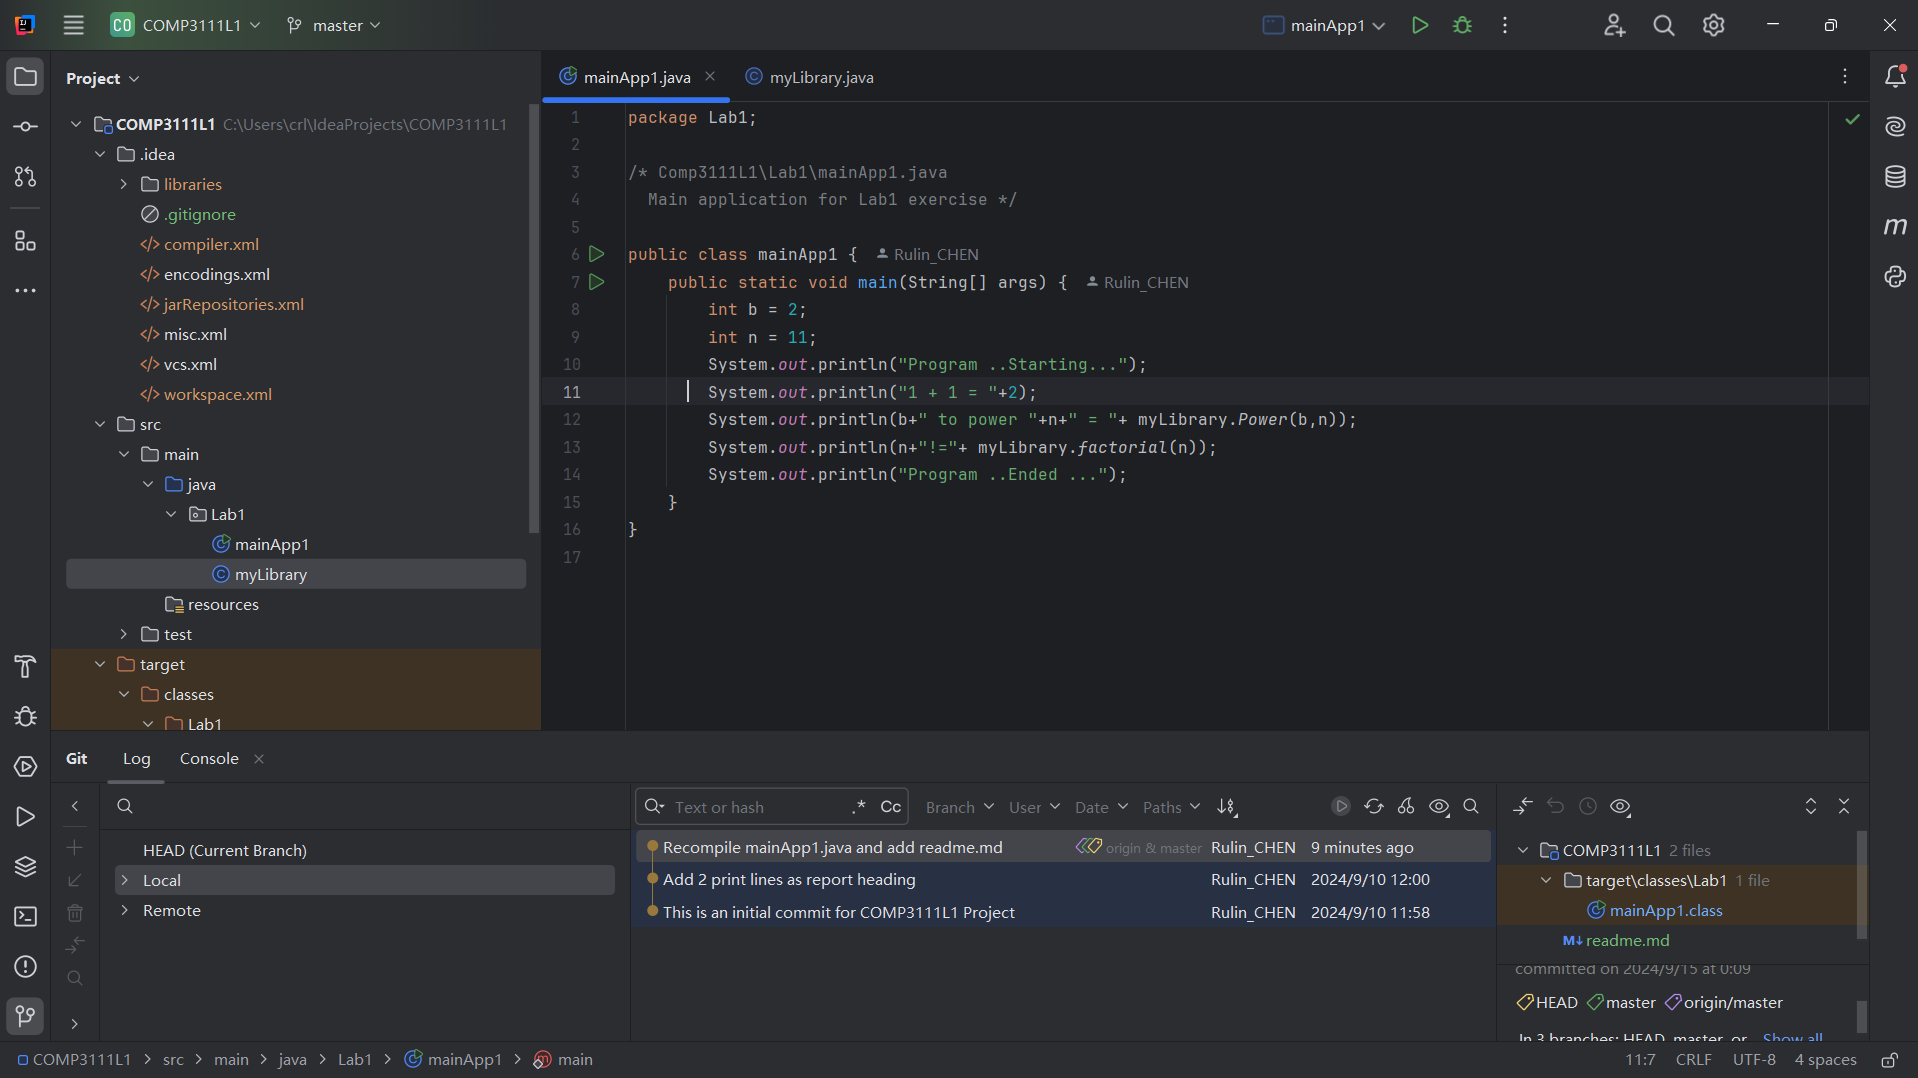 CO COMP3111L1 master mainApp1
Project
COMP3111L1 C:\Users\crl\IdeaProjects\COMP3111L1
.idea
libraries
.gitignore
compiler.xml
encodings.xml
jarRepositories.xml
misc.xml
vcs.xml
workspace.xml
src
main
java
Lab1
mainApp1
myLibrary
resources
test
target
classes
Lab1
mainApp1.java myLibrary.java
1 package Lab1;
2
3 /* Comp3111L1\Lab1\mainApp1.java
4 Main application for Lab1 exercise */
5
6 public class mainApp1 { Rulin_CHEN
7 public static void main(String[] args) { Rulin_CHEN
8 int b = 2;
9 int n = 11;
10 System.out.println("Program ..Starting...");
11 System.out.println("1 + 1 = "+2);
12 System.out.println(b+" to power "+n+" = "+ myLibrary.Power(b,n));
13 System.out.println(n+"!="+ myLibrary.factorial(n));
14 System.out.println("Program ..Ended ...");
15 }
16 }
17
m
Git Log Console
HEAD (Current Branch)
Local
Remote
Text or hash .* Cc Branch User Date Paths
Recompile mainApp1.java and add readme.md origin & master Rulin_CHEN 9 minutes ago
Add 2 print lines as report heading Rulin_CHEN 2024/9/10 12:00
This is an initial commit for COMP3111L1 Project Rulin_CHEN 2024/9/10 11:58
COMP3111L1 2 files
target\classes\Lab1 1 file
mainApp1.class
M↓ readme.md
committed on 2024/9/15 at 0:09
HEAD master origin/master
In 3 branches: HEAD, master, or... Show all
COMP3111L1 > src > main > java > Lab1 > mainApp1 > main 11:7 CRLF UTF-8 4 spaces